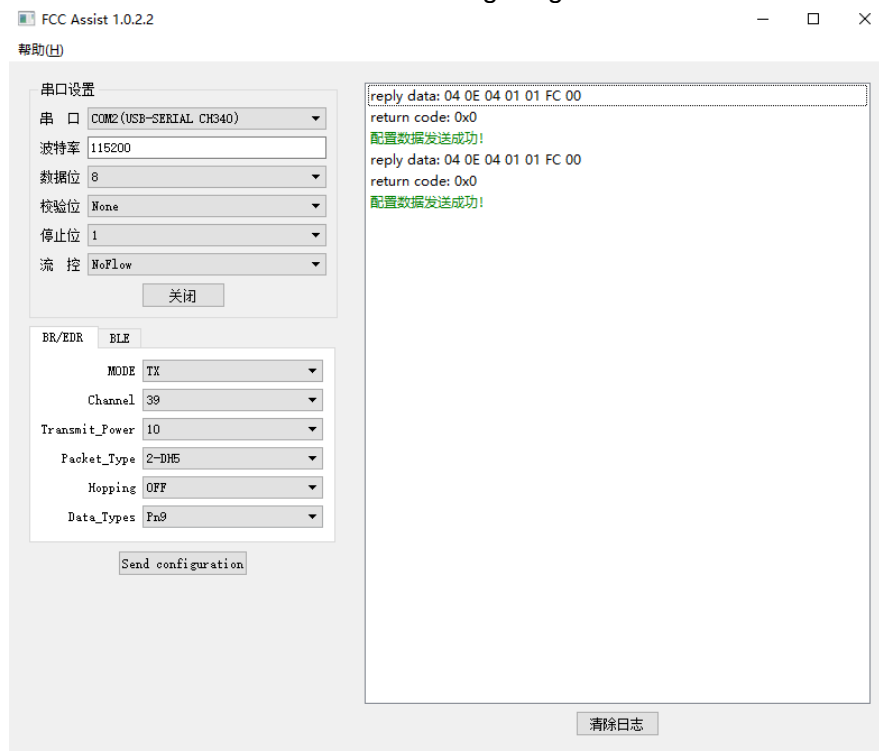 FCC Assist 1.0.2.2
帮助(H)
串口设置
串 口 COM2(USB-SERIAL CH340)
波特率 115200
数据位 8
校验位 None
停止位 1
流 控 NoFlow
关闭
BR/EDR BLE
MODE TX
Channel 39
Transmit_Power 10
Packet_Type 2-DH5
Hopping OFF
Data_Types Pn9
Send configuration
reply data: 04 0E 04 01 01 FC 00
return code: 0x0
配置数据发送成功!
reply data: 04 0E 04 01 01 FC 00
return code: 0x0
配置数据发送成功!
清除日志